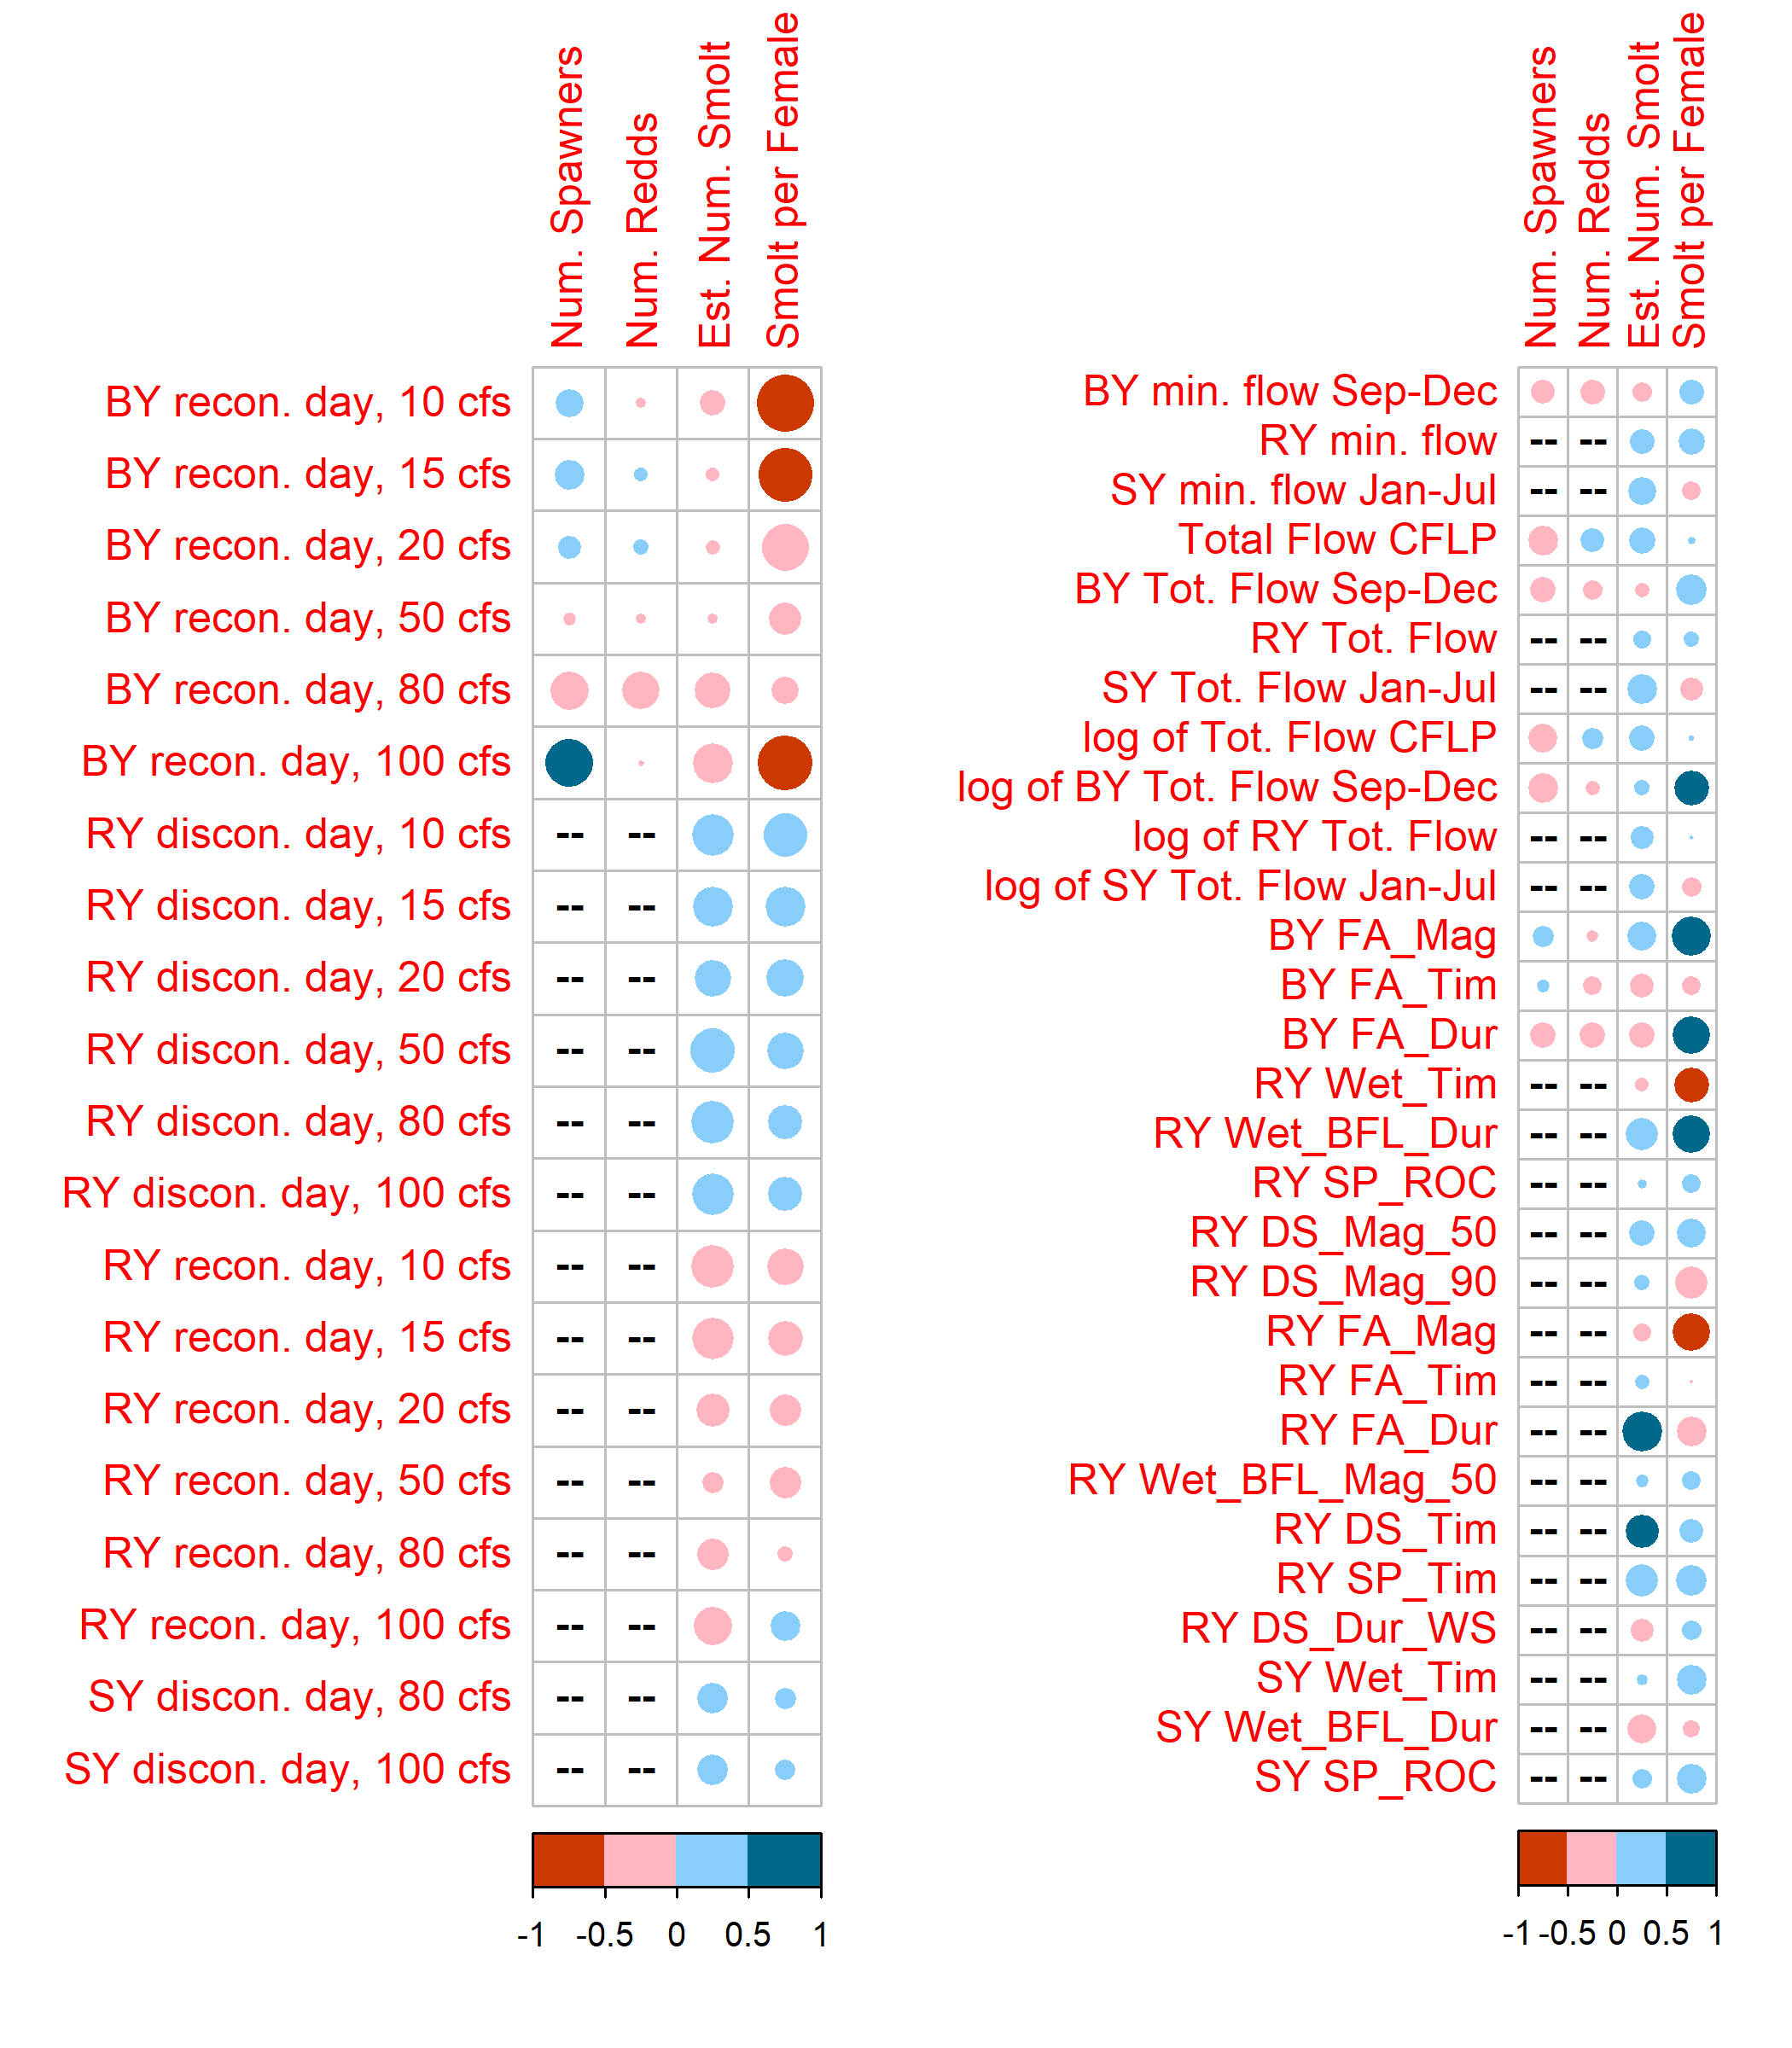 Num. Spawners
Num. Redds
Est. Num. Smolt
Smolt per Female
BY recon. day, 10 cfs
BY recon. day, 15 cfs -- --
BY recon. day, 20 cfs
BY recon. day, 50 cfs
BY recon. day, 80 cfs
BY recon. day, 100 cfs
RY discon. day, 10 cfs -- --
RY discon. day, 15 cfs -- --
RY discon. day, 20 cfs -- --
RY discon. day, 50 cfs -- --
RY discon. day, 80 cfs -- --
RY discon. day, 100 cfs -- --
RY recon. day, 10 cfs -- --
RY recon. day, 15 cfs -- --
RY recon. day, 20 cfs -- --
RY recon. day, 50 cfs -- --
RY recon. day, 80 cfs -- --
RY recon. day, 100 cfs -- --
SY discon. day, 80 cfs -- --
SY discon. day, 100 cfs -- --
-1 -0.5 0 0.5 1
Num. Spawners
Num. Redds
Est. Num. Smolt
Smolt per Female
BY min. flow Sep-Dec
RY min. flow -- --
SY min. flow Jan-Jul -- --
Total Flow CFLP
BY Tot. Flow Sep-Dec
RY Tot. Flow -- --
SY Tot. Flow Jan-Jul -- --
log of Tot. Flow CFLP
log of BY Tot. Flow Sep-Dec
log of RY Tot. Flow -- --
log of SY Tot. Flow Jan-Jul -- --
BY FA_Mag
BY FA_Tim
BY FA_Dur
RY Wet_Tim -- --
RY Wet_BFL_Dur -- --
RY SP_ROC -- --
RY DS_Mag_50 -- --
RY DS_Mag_90 -- --
RY FA_Mag -- --
RY FA_Tim -- --
RY FA_Dur -- --
RY Wet_BFL_Mag_50 -- --
RY DS_Tim -- --
RY SP_Tim -- --
RY DS_Dur_WS -- --
SY Wet_Tim -- --
SY Wet_BFL_Dur -- --
SY SP_ROC -- --
-1 -0.5 0 0.5 1